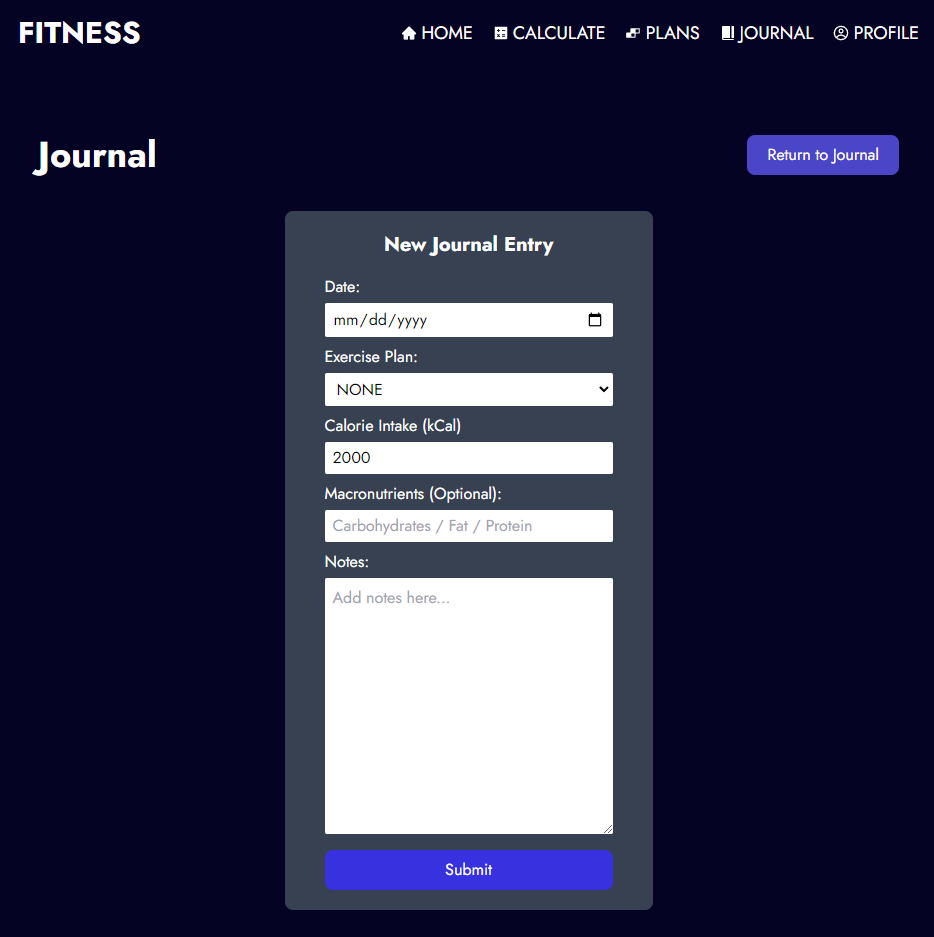 FITNESS
HOME CALCULATE PLANS JOURNAL PROFILE
Journal
Return to Journal
New Journal Entry
Date:
mm/dd/yyyy
Exercise Plan:
NONE
Calorie Intake (kCal)
2000
Macronutrients (Optional):
Carbohydrates / Fat / Protein
Notes:
Add notes here...
Submit